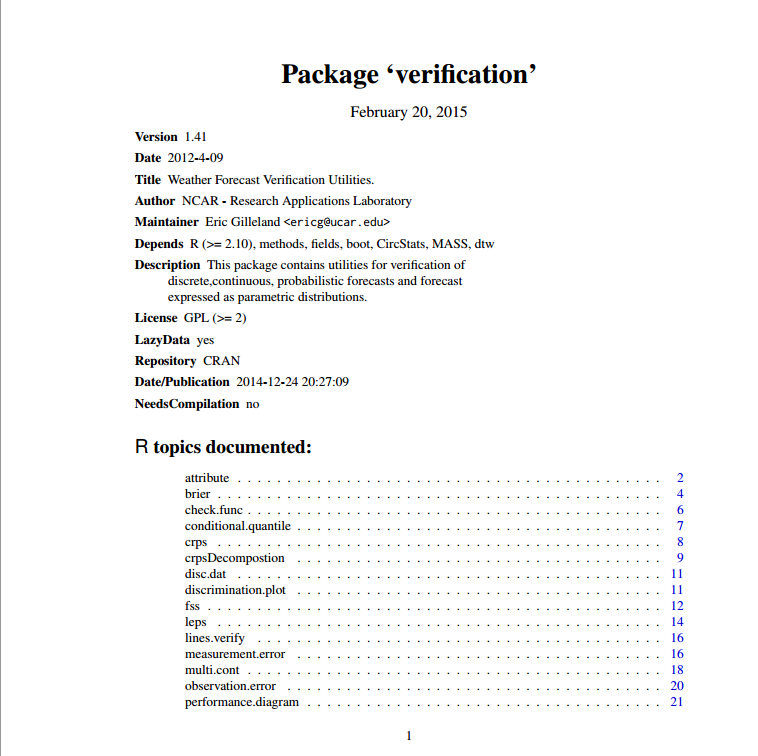 Package ‘verification’
February 20, 2015
Version 1.41
Date 2012-4-09
Title Weather Forecast Verification Utilities.
Author NCAR - Research Applications Laboratory
Maintainer Eric Gilleland <ericg@ucar.edu>
Depends R (>= 2.10), methods, fields, boot, CircStats, MASS, dtw
Description This package contains utilities for verification of
discrete,continuous, probabilistic forecasts and forecast
expressed as parametric distributions.
License GPL (>= 2)
LazyData yes
Repository CRAN
Date/Publication 2014-12-24 20:27:09
NeedsCompilation no
R topics documented:
attribute . . . . . . . . . . . . . . . . . . . . . . . . . . . . . . . . . . . . . . . . . . 2
brier . . . . . . . . . . . . . . . . . . . . . . . . . . . . . . . . . . . . . . . . . . . . 4
check.func . . . . . . . . . . . . . . . . . . . . . . . . . . . . . . . . . . . . . . . . . 6
conditional.quantile . . . . . . . . . . . . . . . . . . . . . . . . . . . . . . . . . . . . 7
crps . . . . . . . . . . . . . . . . . . . . . . . . . . . . . . . . . . . . . . . . . . . . 8
crpsDecompostion . . . . . . . . . . . . . . . . . . . . . . . . . . . . . . . . . . . . 9
disc.dat . . . . . . . . . . . . . . . . . . . . . . . . . . . . . . . . . . . . . . . . . . 11
discrimination.plot . . . . . . . . . . . . . . . . . . . . . . . . . . . . . . . . . . . . 11
fss . . . . . . . . . . . . . . . . . . . . . . . . . . . . . . . . . . . . . . . . . . . . . 12
leps . . . . . . . . . . . . . . . . . . . . . . . . . . . . . . . . . . . . . . . . . . . . 14
lines.verify . . . . . . . . . . . . . . . . . . . . . . . . . . . . . . . . . . . . . . . . 16
measurement.error . . . . . . . . . . . . . . . . . . . . . . . . . . . . . . . . . . . . 16
multi.cont . . . . . . . . . . . . . . . . . . . . . . . . . . . . . . . . . . . . . . . . . 18
observation.error . . . . . . . . . . . . . . . . . . . . . . . . . . . . . . . . . . . . . 20
performance.diagram . . . . . . . . . . . . . . . . . . . . . . . . . . . . . . . . . . . 21
1